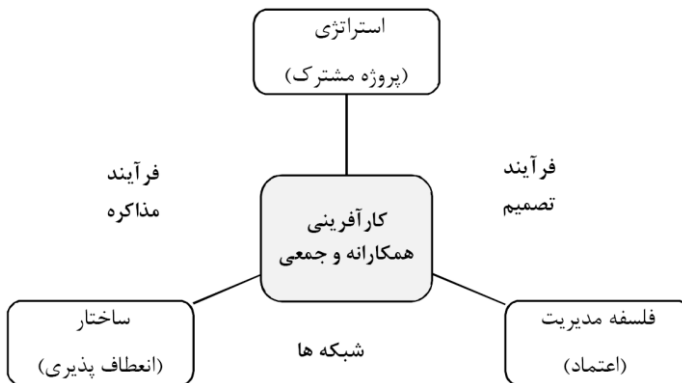 استراتژی
(پروژه مشترک)
فرآیند
تصمیم
فرآیند
مذاکره
کارآفرینی
همکارانه و جمعی
فلسفه مدیریت
(اعتماد)
شبکه ها
ساختار
(انعطاف پذیری)